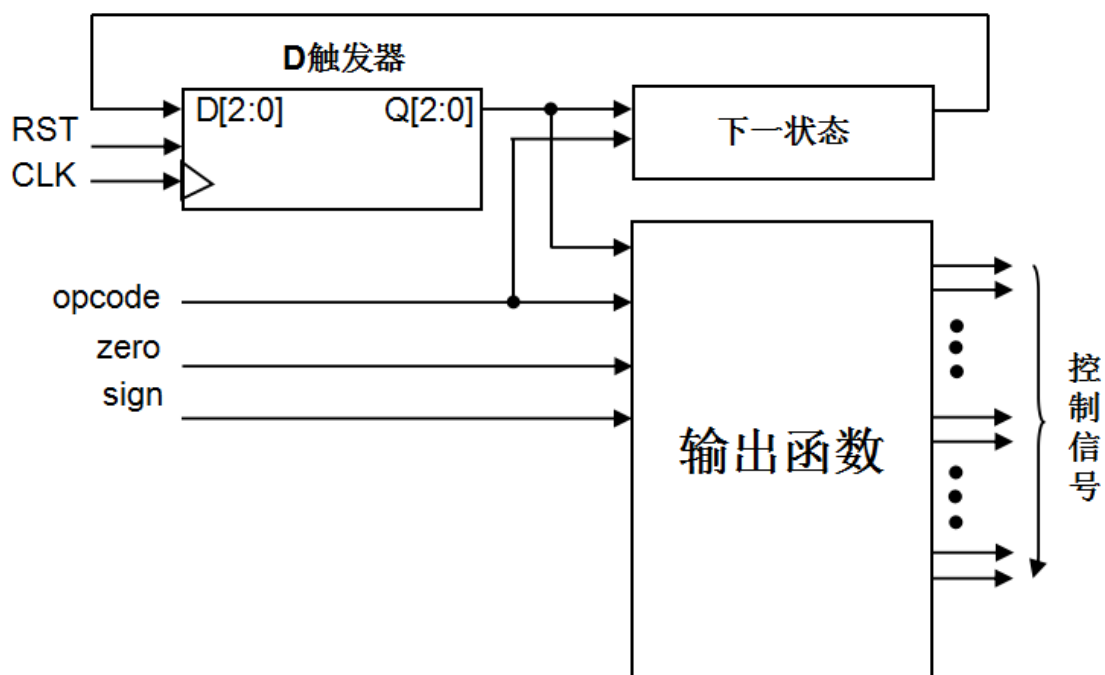 D触发器
D[2:0]
Q[2:0]
RST
CLK
下一状态
opcode
zero
sign
输出函数
控制信号